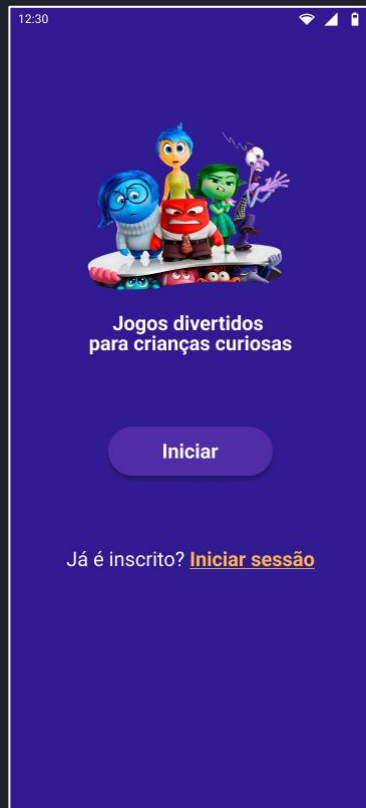 12:30
Jogos divertidos
para crianças curiosas
Iniciar
Já é inscrito? Iniciar sessão